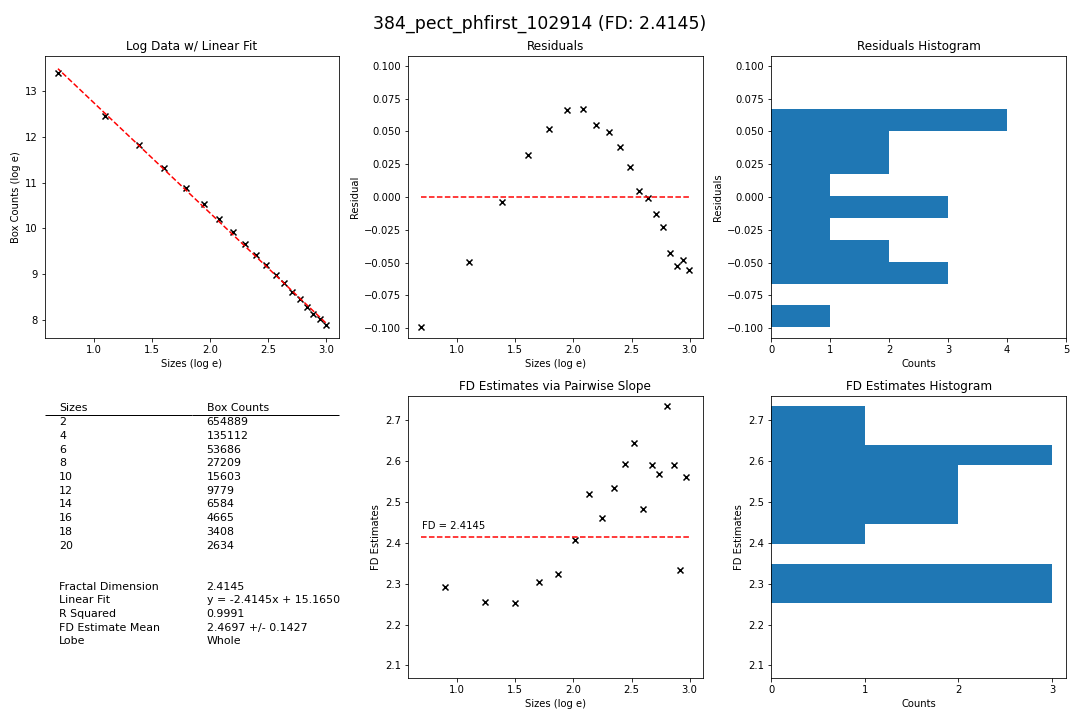 384_pect_phfirst_102914 (FD: 2.4145)
Log Data w/ Linear Fit
13
12
11
10
9
8
Box Counts (log e)
1.0 1.5 2.0 2.5 3.0
Sizes (log e)
Residuals
0.100
0.075
0.050
0.025
0.000
−0.025
−0.050
−0.075
−0.100
Residual
1.0 1.5 2.0 2.5 3.0
Sizes (log e)
Residuals Histogram
0.100
0.075
0.050
0.025
0.000
−0.025
−0.050
−0.075
−0.100
Residuals
0 1 2 3 4 5
Counts
Sizes Box Counts
2 654889
4 135112
6 53686
8 27209
10 15603
12 9779
14 6584
16 4665
18 3408
20 2634
Fractal Dimension 2.4145
Linear Fit y = -2.4145x + 15.1650
R Squared 0.9991
FD Estimate Mean 2.4697 +/- 0.1427
Lobe Whole
FD Estimates via Pairwise Slope
2.7
2.6
2.5
2.4
2.3
2.2
2.1
FD Estimates
FD = 2.4145
1.0 1.5 2.0 2.5 3.0
Sizes (log e)
FD Estimates Histogram
2.7
2.6
2.5
2.4
2.3
2.2
2.1
FD Estimates
0 1 2 3
Counts